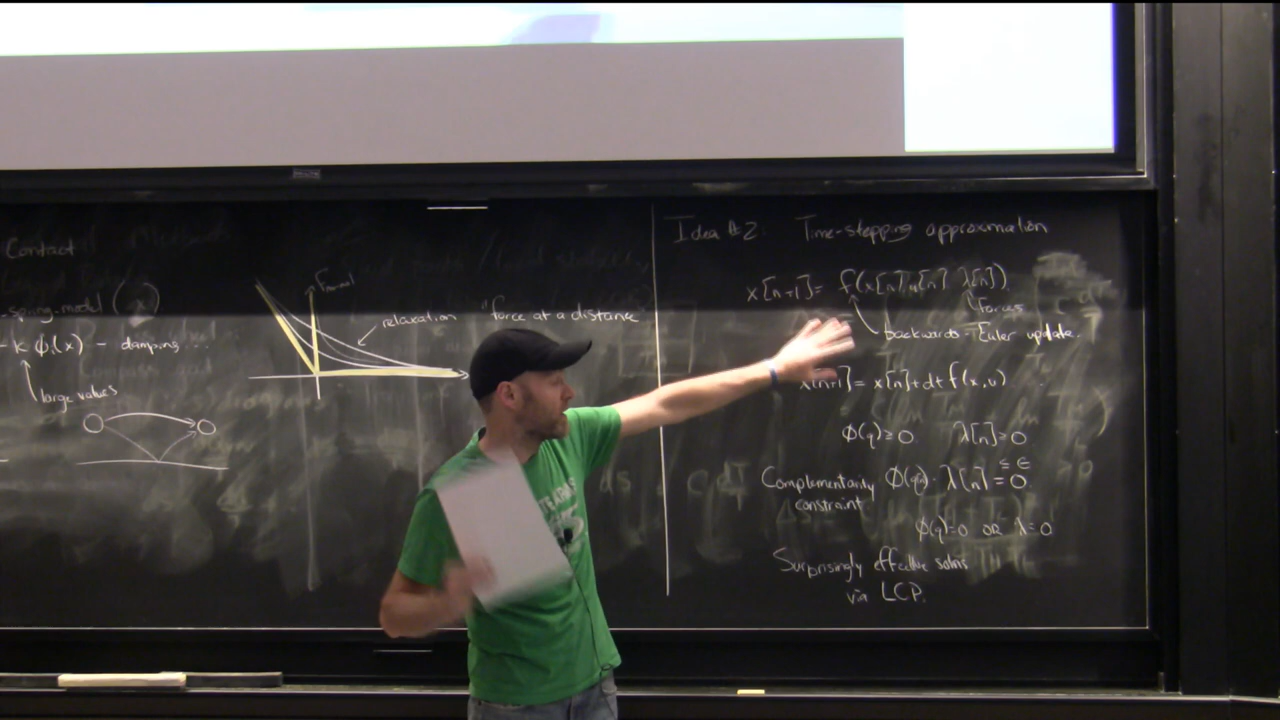 Contact
-spring-model (x)
-k φ(x) - damping...
large values
Fnormal
relaxation
"force at a distance
Idea #2: Time-stepping approximation
x[n+1] = f(x[n], u[n], λ[n])
forces
backwards-Euler update.
x[n+1] = x[n]+dt f(x,u)
φ(q) ≥ 0 λ[n] ≥ 0
≤ ε
Complementarity φ(q) · λ[n] = 0.
constraint
φ(q)=0 OR λ=0
Surprisingly effective solns
via LCP.